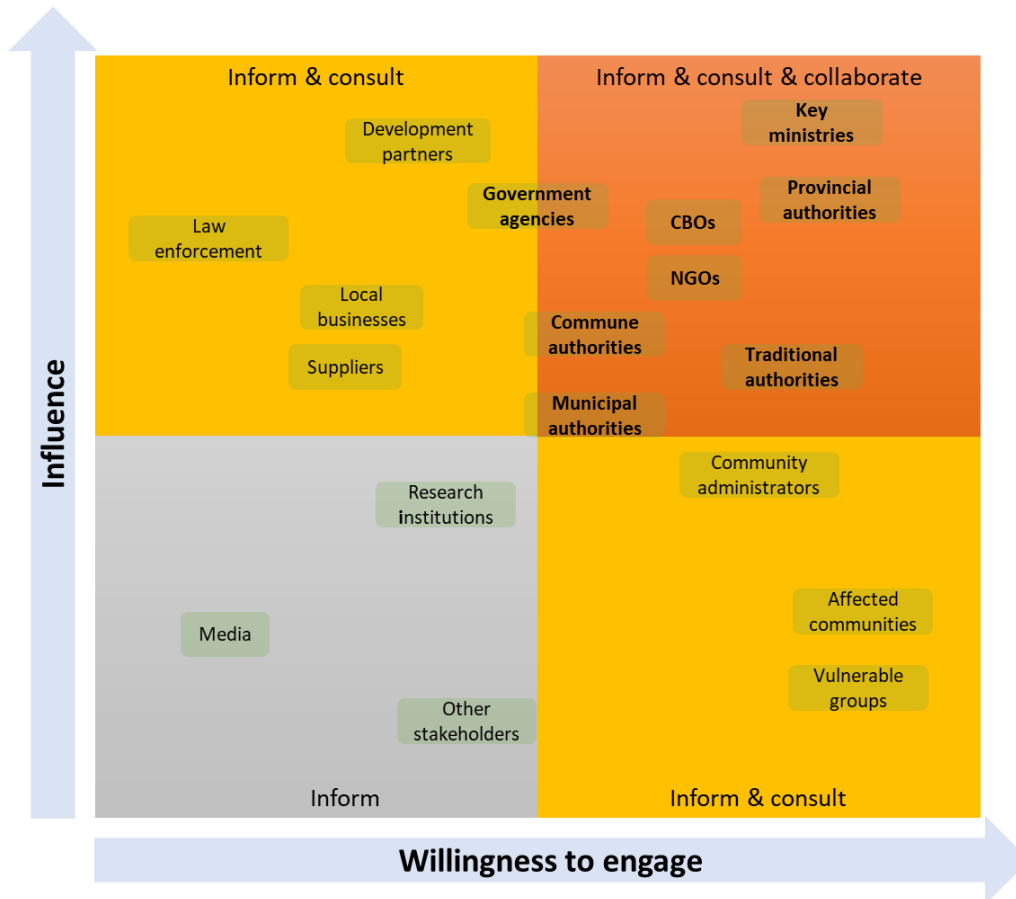 Inform & consult
Inform & consult & collaborate
Key
ministries
Development
partners
Government
agencies
Provincial
authorities
CBOs
Law
enforcement
NGOs
Local
businesses
Commune
authorities
Suppliers
Traditional
authorities
Municipal
authorities
Influence
Community
administrators
Research
institutions
Affected
communities
Media
Vulnerable
groups
Other
stakeholders
Inform
Inform & consult
Willingness to engage